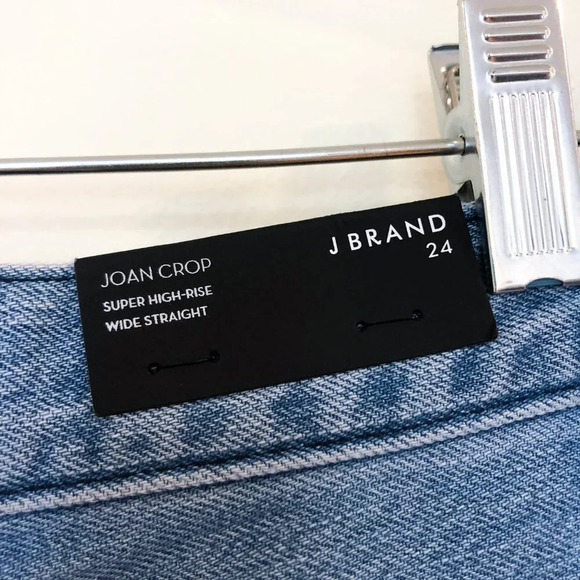 JOAN CROP
SUPER HIGH-RISE
WIDE STRAIGHT
J BRAND
24